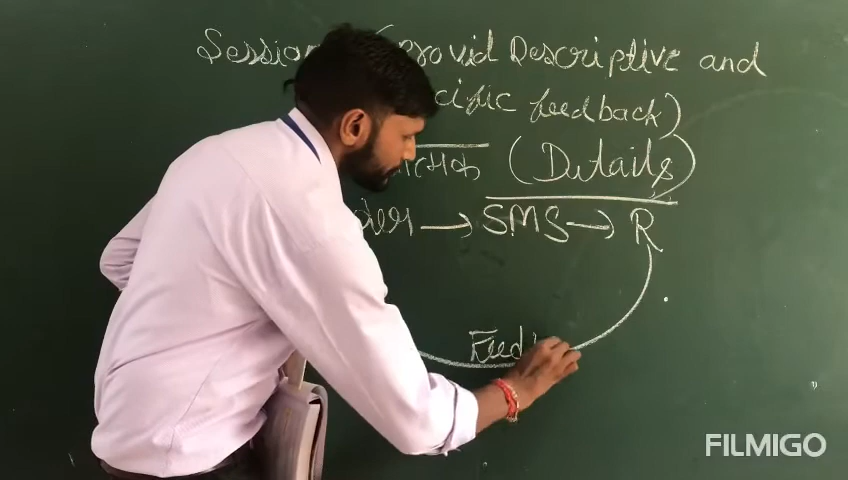 Session (provid Descriptive and
cific feedback)
(Details)
→ SMS → R
Feed
FILMIGO